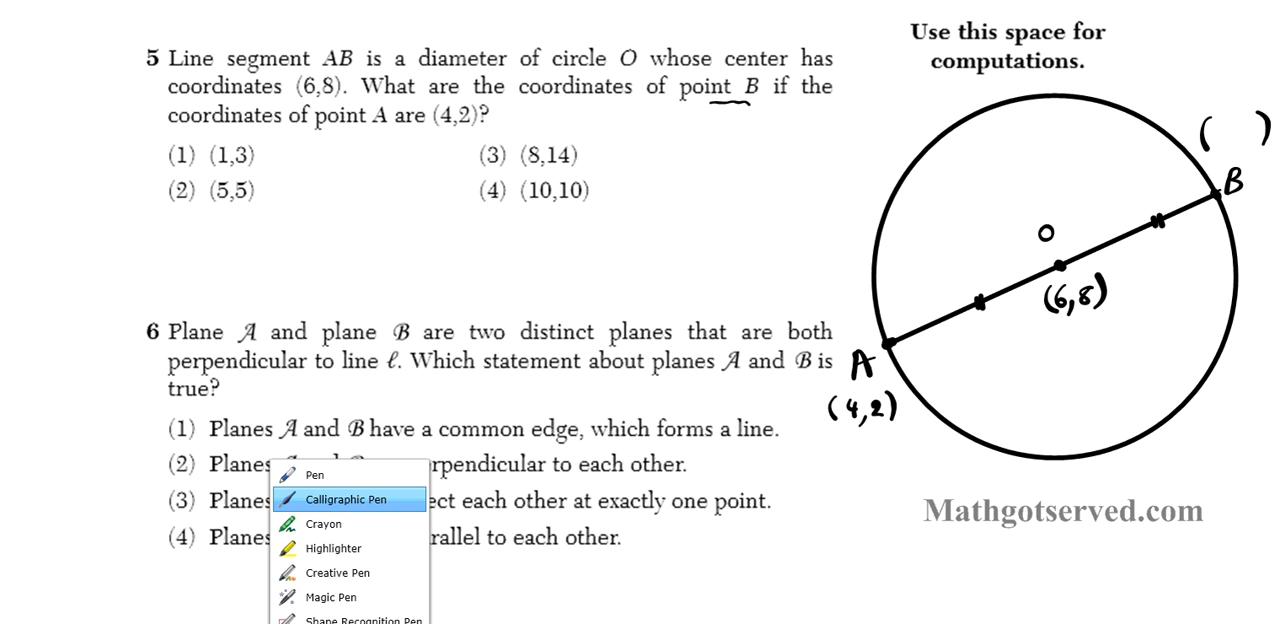 5 Line segment AB is a diameter of circle O whose center has
coordinates (6,8). What are the coordinates of point B if the
coordinates of point A are (4,2)?
(1) (1,3) (3) (8,14)
(2) (5,5) (4) (10,10)
6 Plane A and plane B are two distinct planes that are both
perpendicular to line ℓ. Which statement about planes A and B is
true?
(1) Planes A and B have a common edge, which forms a line.
(2) Planes rpendicular to each other.
(3) Planes ect each other at exactly one point.
(4) Planes rallel to each other.
Pen
Calligraphic Pen
Crayon
Highlighter
Creative Pen
Magic Pen
Shape Recognition Pen
Use this space for
computations.
( )
B
O
(6,8)
A
(4,2)
Mathgotserved.com